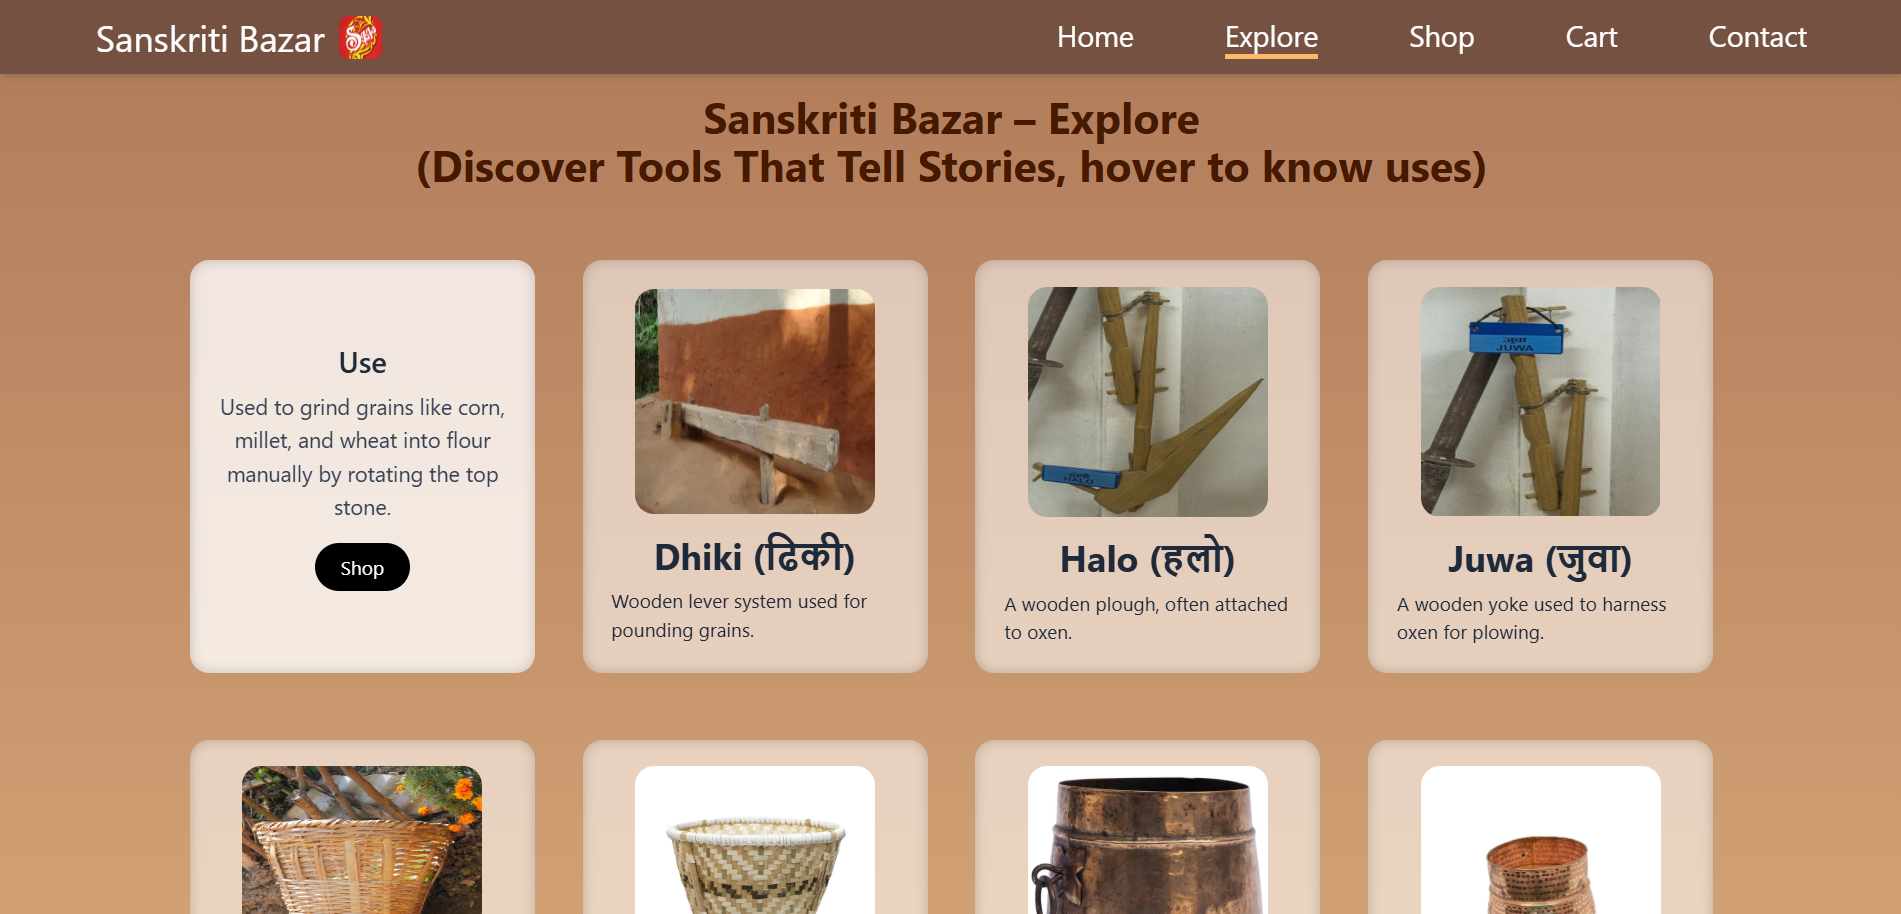 Sanskriti Bazar
Home
Explore
Shop
Cart
Contact
Sanskriti Bazar – Explore
(Discover Tools That Tell Stories, hover to know uses)
Use
Used to grind grains like corn,
millet, and wheat into flour
manually by rotating the top
stone.
Shop
Dhiki (ढिकी)
Wooden lever system used for
pounding grains.
HALO
Halo (हलो)
A wooden plough, often attached
to oxen.
जुवा
JUWA
Juwa (जुवा)
A wooden yoke used to harness
oxen for plowing.